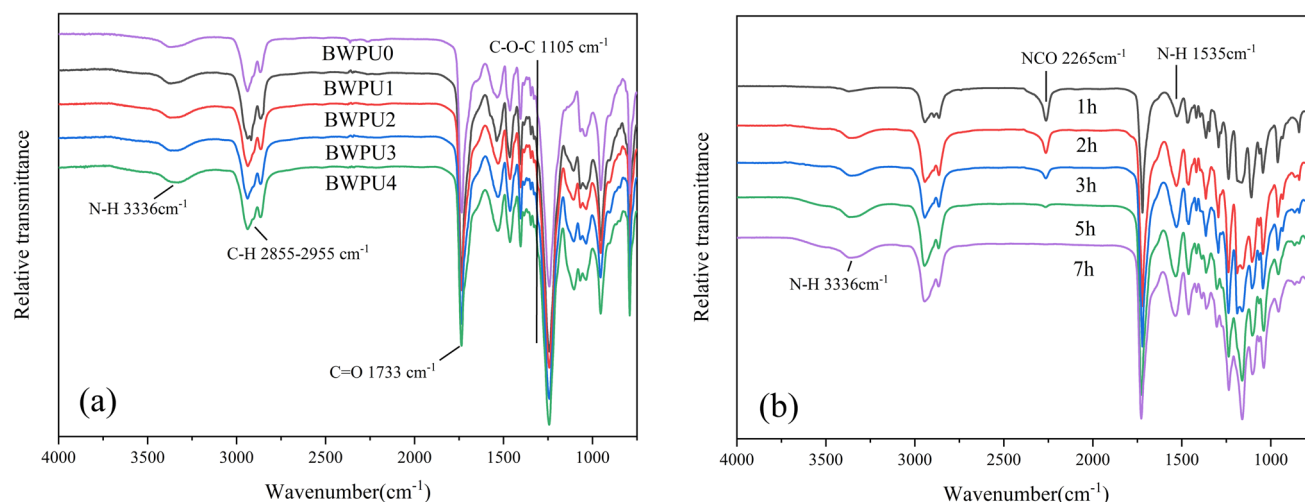 C-O-C 1105 cm⁻¹
BWPU0
BWPU1
BWPU2
BWPU3
BWPU4
N-H 3336cm⁻¹
C-H 2855-2955 cm⁻¹
C=O 1733 cm⁻¹
(a)
Relative transmittance
4000 3500 3000 2500 2000 1500 1000
Wavenumber(cm⁻¹)
NCO 2265cm⁻¹
N-H 1535cm⁻¹
1h
2h
3h
5h
7h
N-H 3336cm⁻¹
(b)
Relative transmittance
4000 3500 3000 2500 2000 1500 1000
Wavenumber(cm⁻¹)